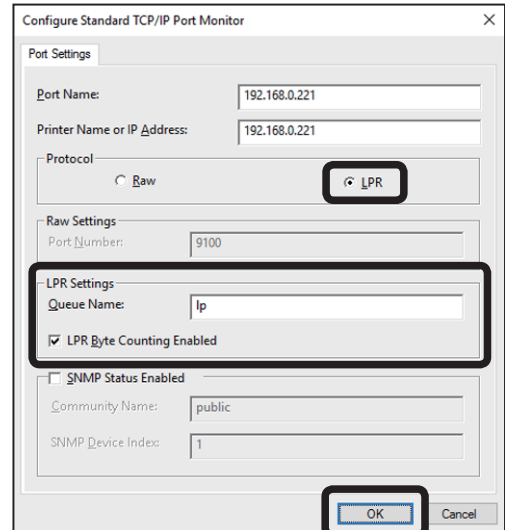 Configure Standard TCP/IP Port Monitor
Port Settings
Port Name: 192.168.0.221
Printer Name or IP Address: 192.168.0.221
Protocol
Raw LPR
Raw Settings
Port Number: 9100
LPR Settings
Queue Name: lp
LPR Byte Counting Enabled
SNMP Status Enabled
Community Name: public
SNMP Device Index: 1
OK Cancel